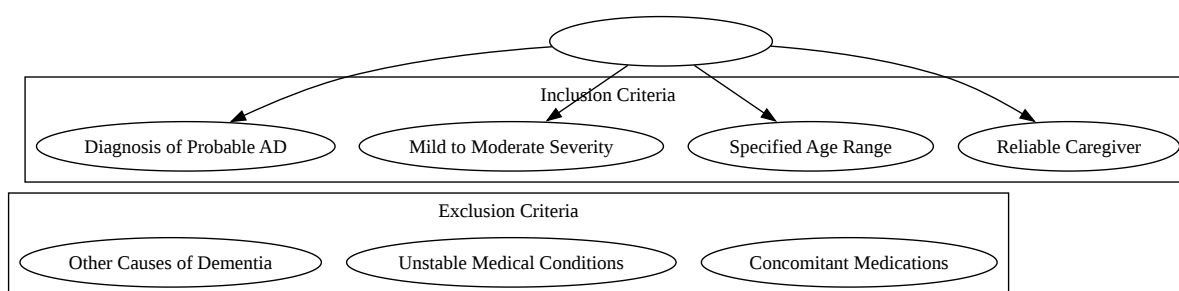 Inclusion Criteria
Diagnosis of Probable AD
Mild to Moderate Severity
Specified Age Range
Reliable Caregiver
Exclusion Criteria
Other Causes of Dementia
Unstable Medical Conditions
Concomitant Medications